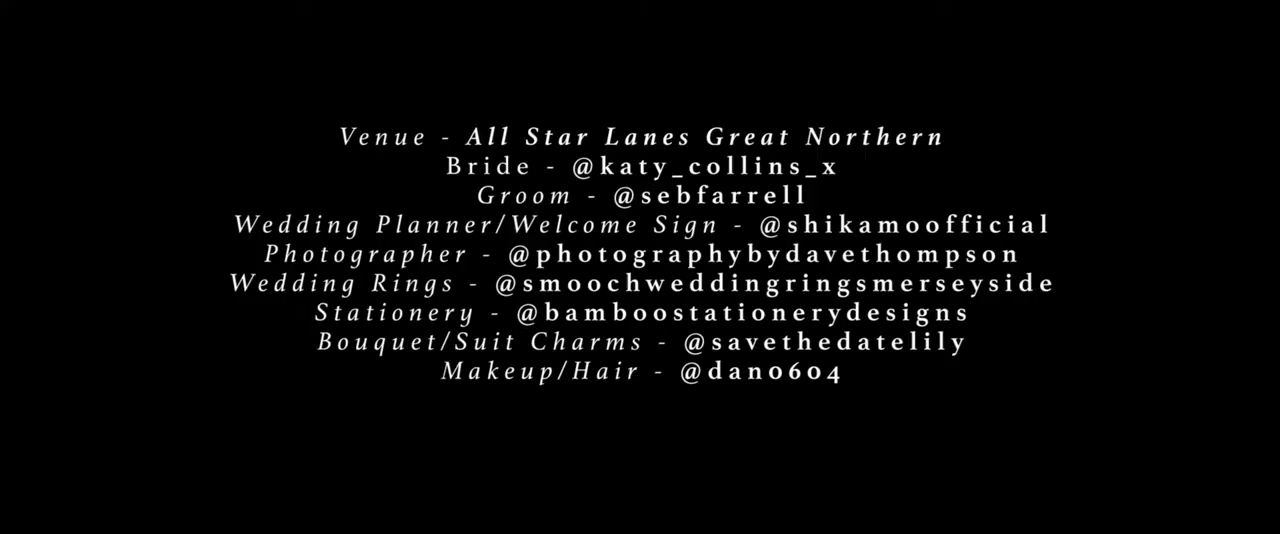 Venue - All Star Lanes Great Northern
Bride - @katy_collins_x
Groom - @sebfarrell
Wedding Planner/Welcome Sign - @shikamoofficial
Photographer - @photographybydavethompson
Wedding Rings - @smoochweddingringsmerseyside
Stationery - @bamboostationerydesigns
Bouquet/Suit Charms - @savethedatelily
Makeup/Hair - @dan0604